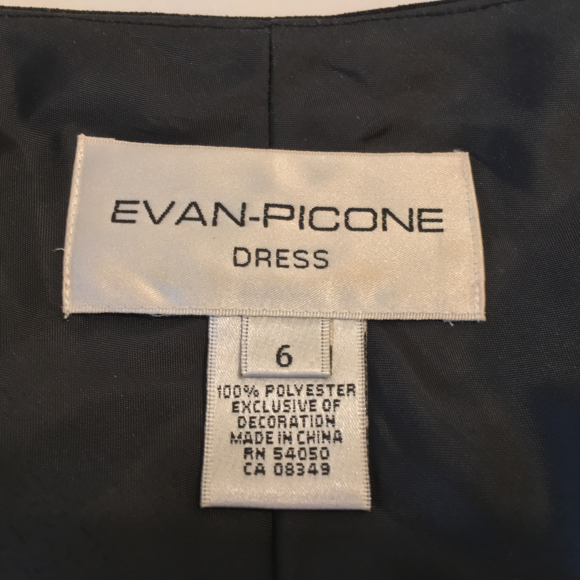 EVAN-PICONE
DRESS
6
100% POLYESTER
EXCLUSIVE OF
DECORATION
MADE IN CHINA
RN 54050
CA 08349